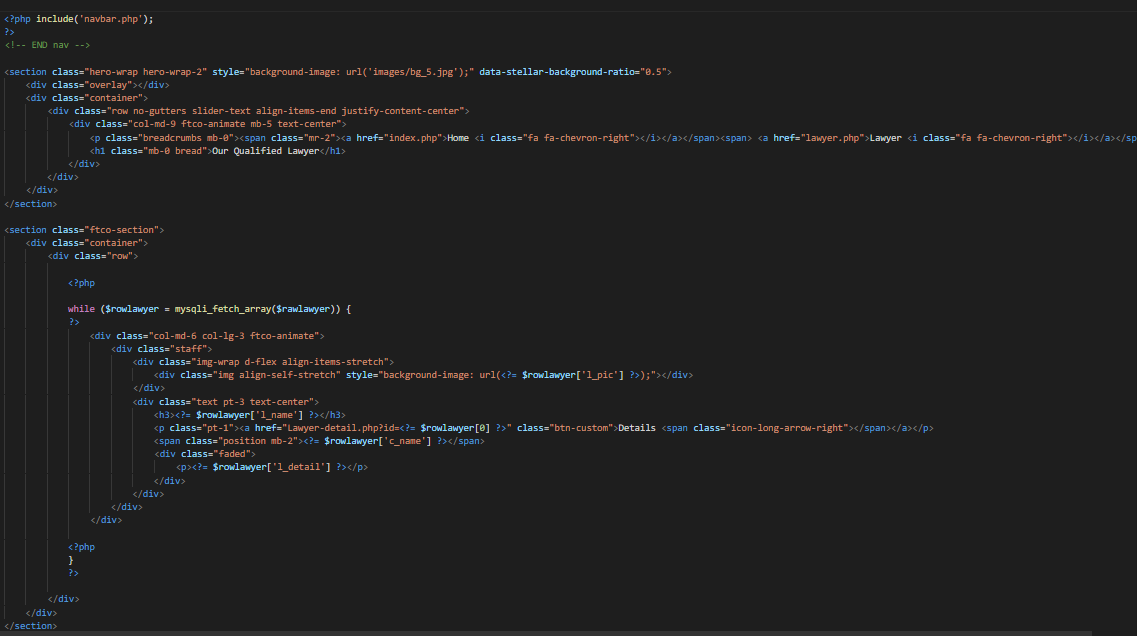 <?php include('navbar.php');
?>
<!-- END nav -->
<section class="hero-wrap hero-wrap-2" style="background-image: url('images/bg_5.jpg');" data-stellar-background-ratio="0.5">
<div class="overlay"></div>
<div class="container">
<div class="row no-gutters slider-text align-items-end justify-content-center">
<div class="col-md-9 ftco-animate mb-5 text-center">
<p class="breadcrumbs mb-0"><span class="mr-2"><a href="index.php">Home <i class="fa fa-chevron-right"></i></a></span><span> <a href="lawyer.php">Lawyer <i class="fa fa-chevron-right"></i></a></sp
<h1 class="mb-0 bread">Our Qualified Lawyer</h1>
</div>
</div>
</div>
</section>
<section class="ftco-section">
<div class="container">
<div class="row">
<?php
while ($rowlawyer = mysqli_fetch_array($rawlawyer)) {
?>
<div class="col-md-6 col-lg-3 ftco-animate">
<div class="staff">
<div class="img-wrap d-flex align-items-stretch">
<div class="img align-self-stretch" style="background-image: url(<?= $rowlawyer['l_pic'] ?>);"></div>
</div>
<div class="text pt-3 text-center">
<h3><?= $rowlawyer['l_name'] ?></h3>
<p class="pt-1"><a href="Lawyer-detail.php?id=<?= $rowlawyer[0] ?>" class="btn-custom">Details <span class="icon-long-arrow-right"></span></a></p>
<span class="position mb-2"><?= $rowlawyer['c_name'] ?></span>
<div class="faded">
<p><?= $rowlawyer['l_detail'] ?></p>
</div>
</div>
</div>
</div>
<?php
}
?>
</div>
</div>
</section>